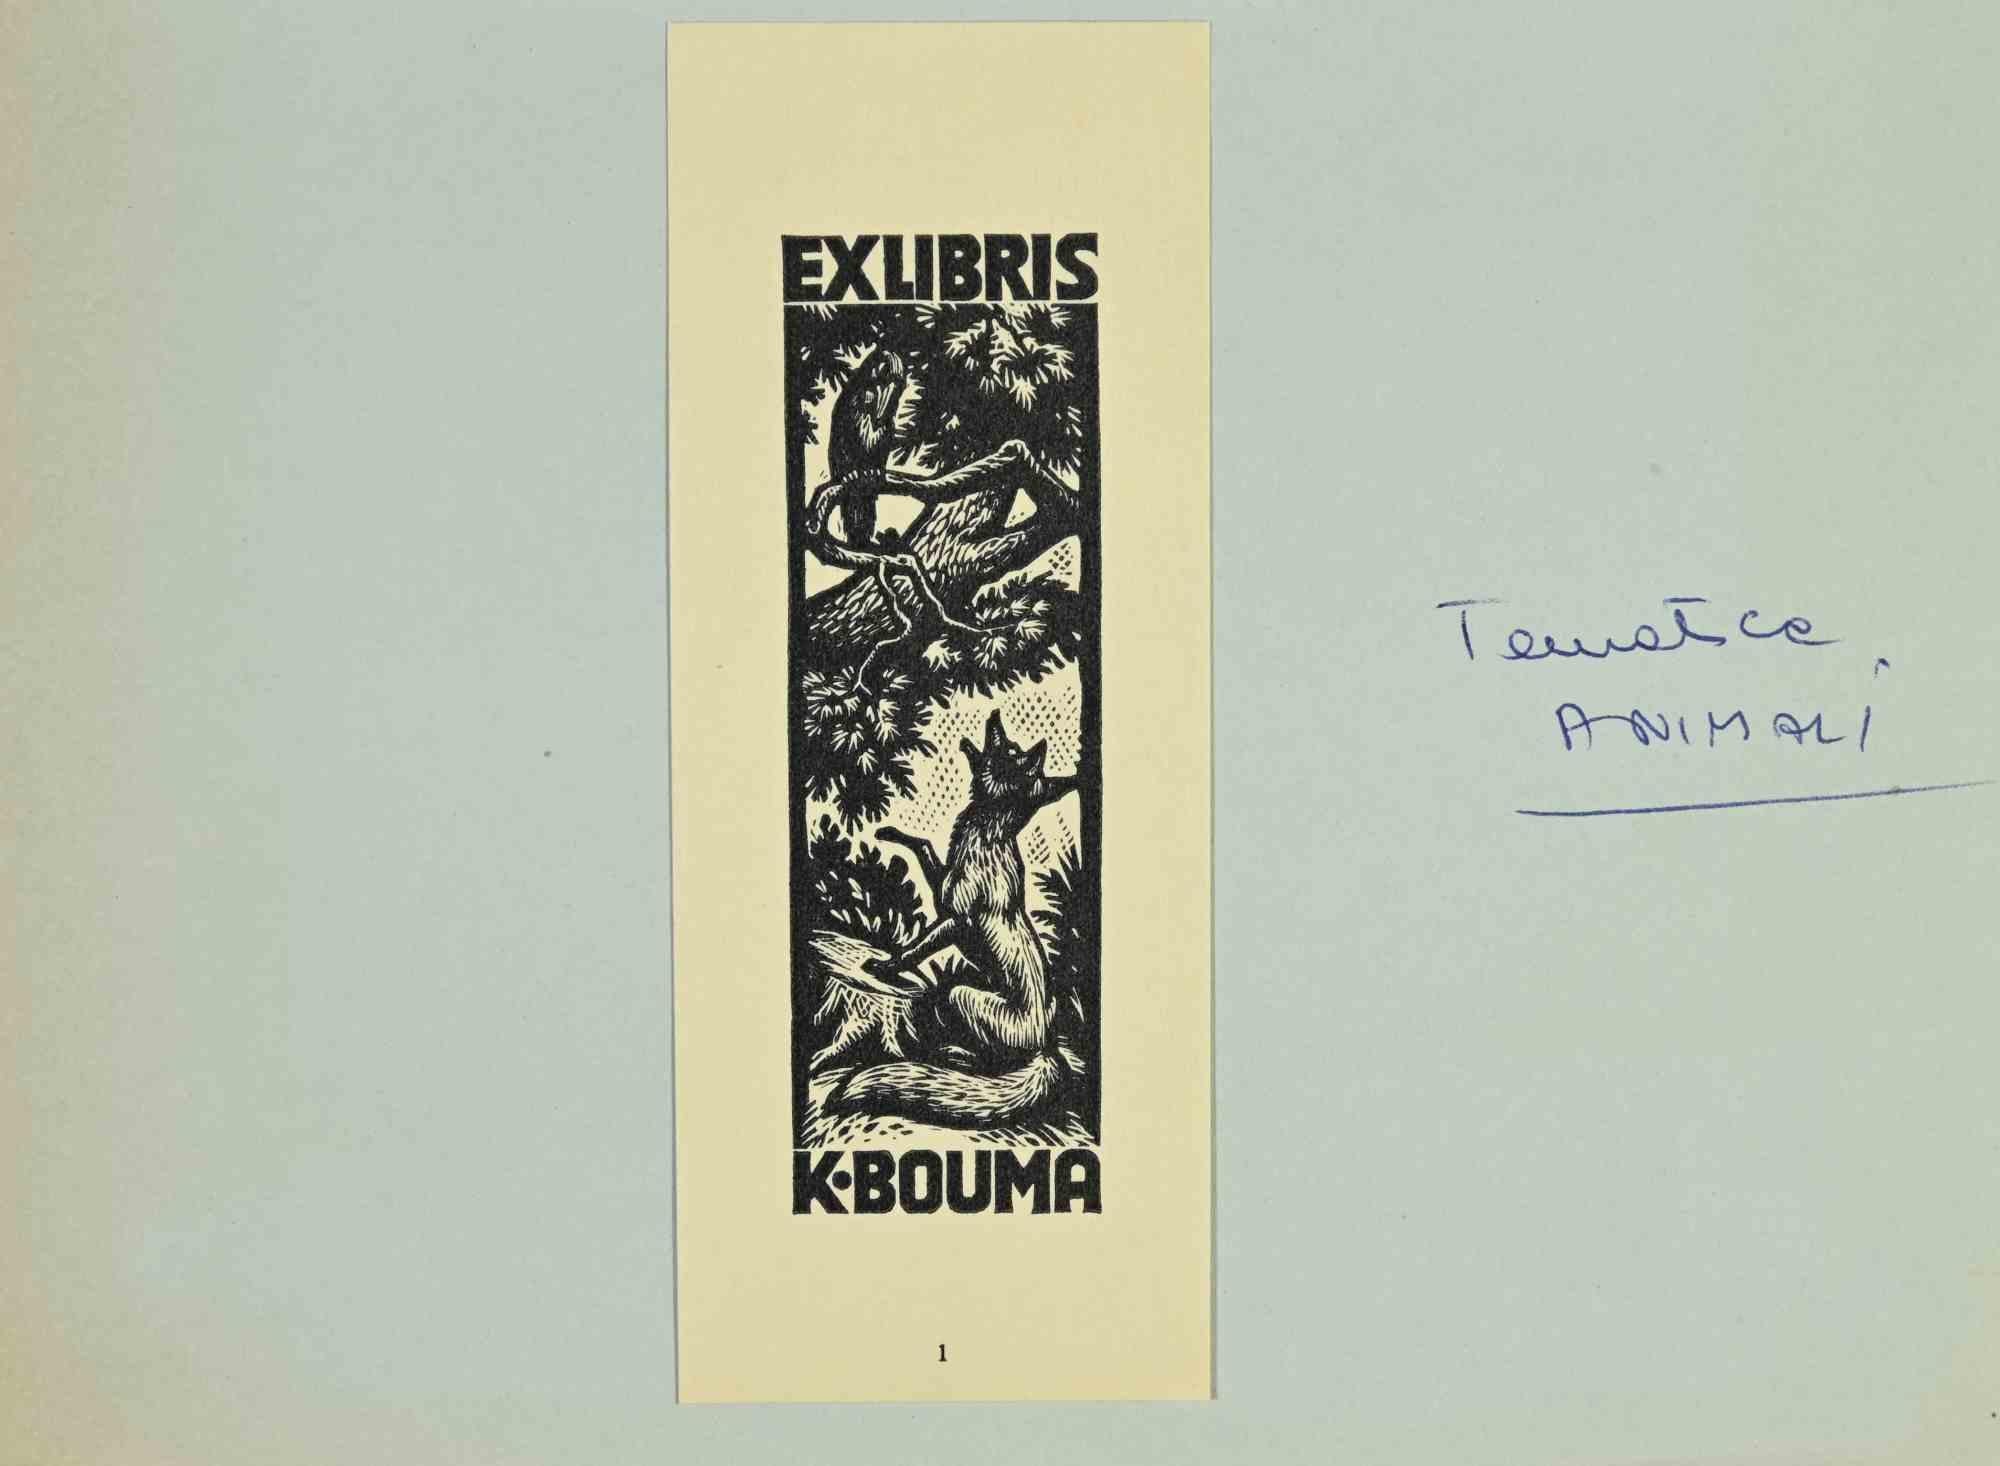 EXLIBRIS
K·BOUMA
1
Tematica
ANIMALI